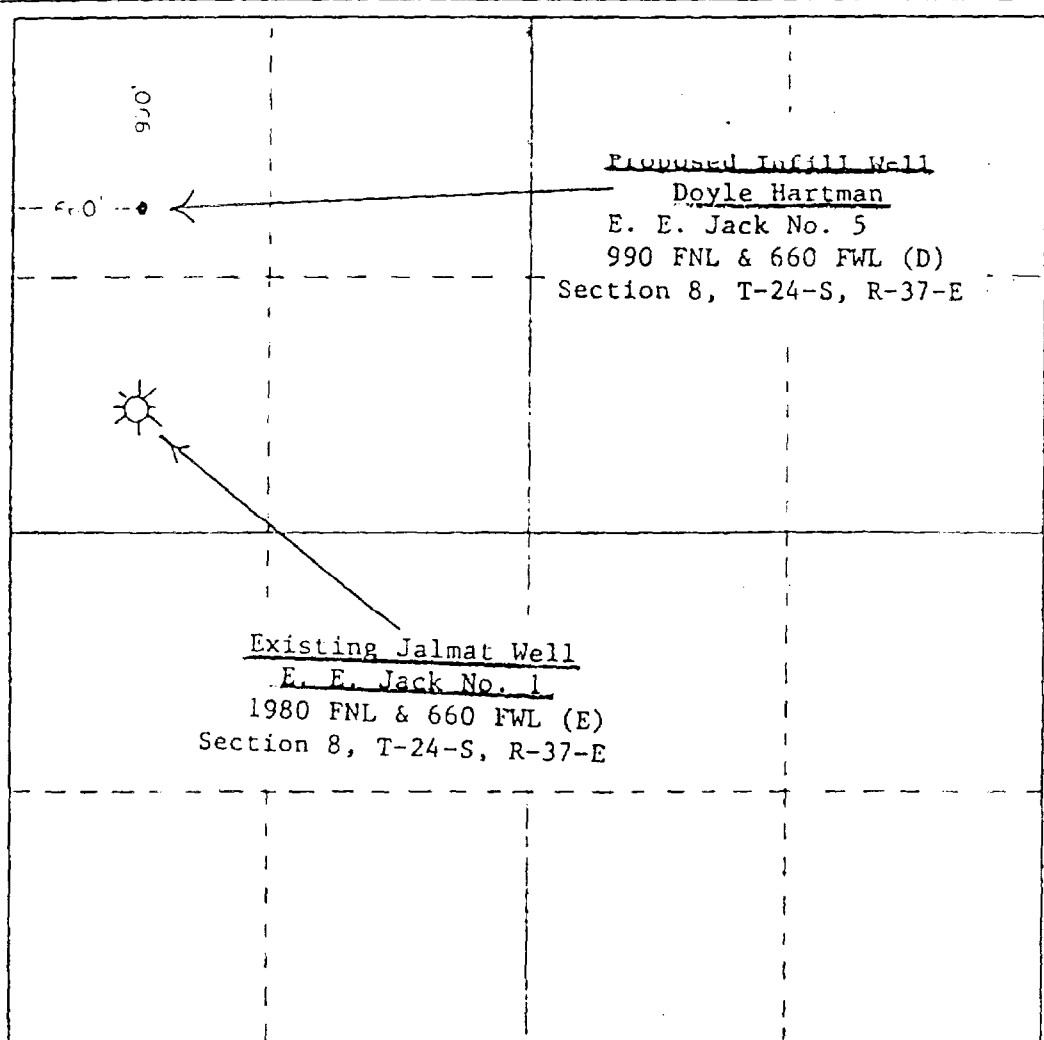 990'
660'
Proposed Infill Well
Doyle Hartman
E. E. Jack No. 5
990 FNL & 660 FWL (D)
Section 8, T-24-S, R-37-E
Existing Jalmat Well
E. E. Jack No. 1
1980 FNL & 660 FWL (E)
Section 8, T-24-S, R-37-E